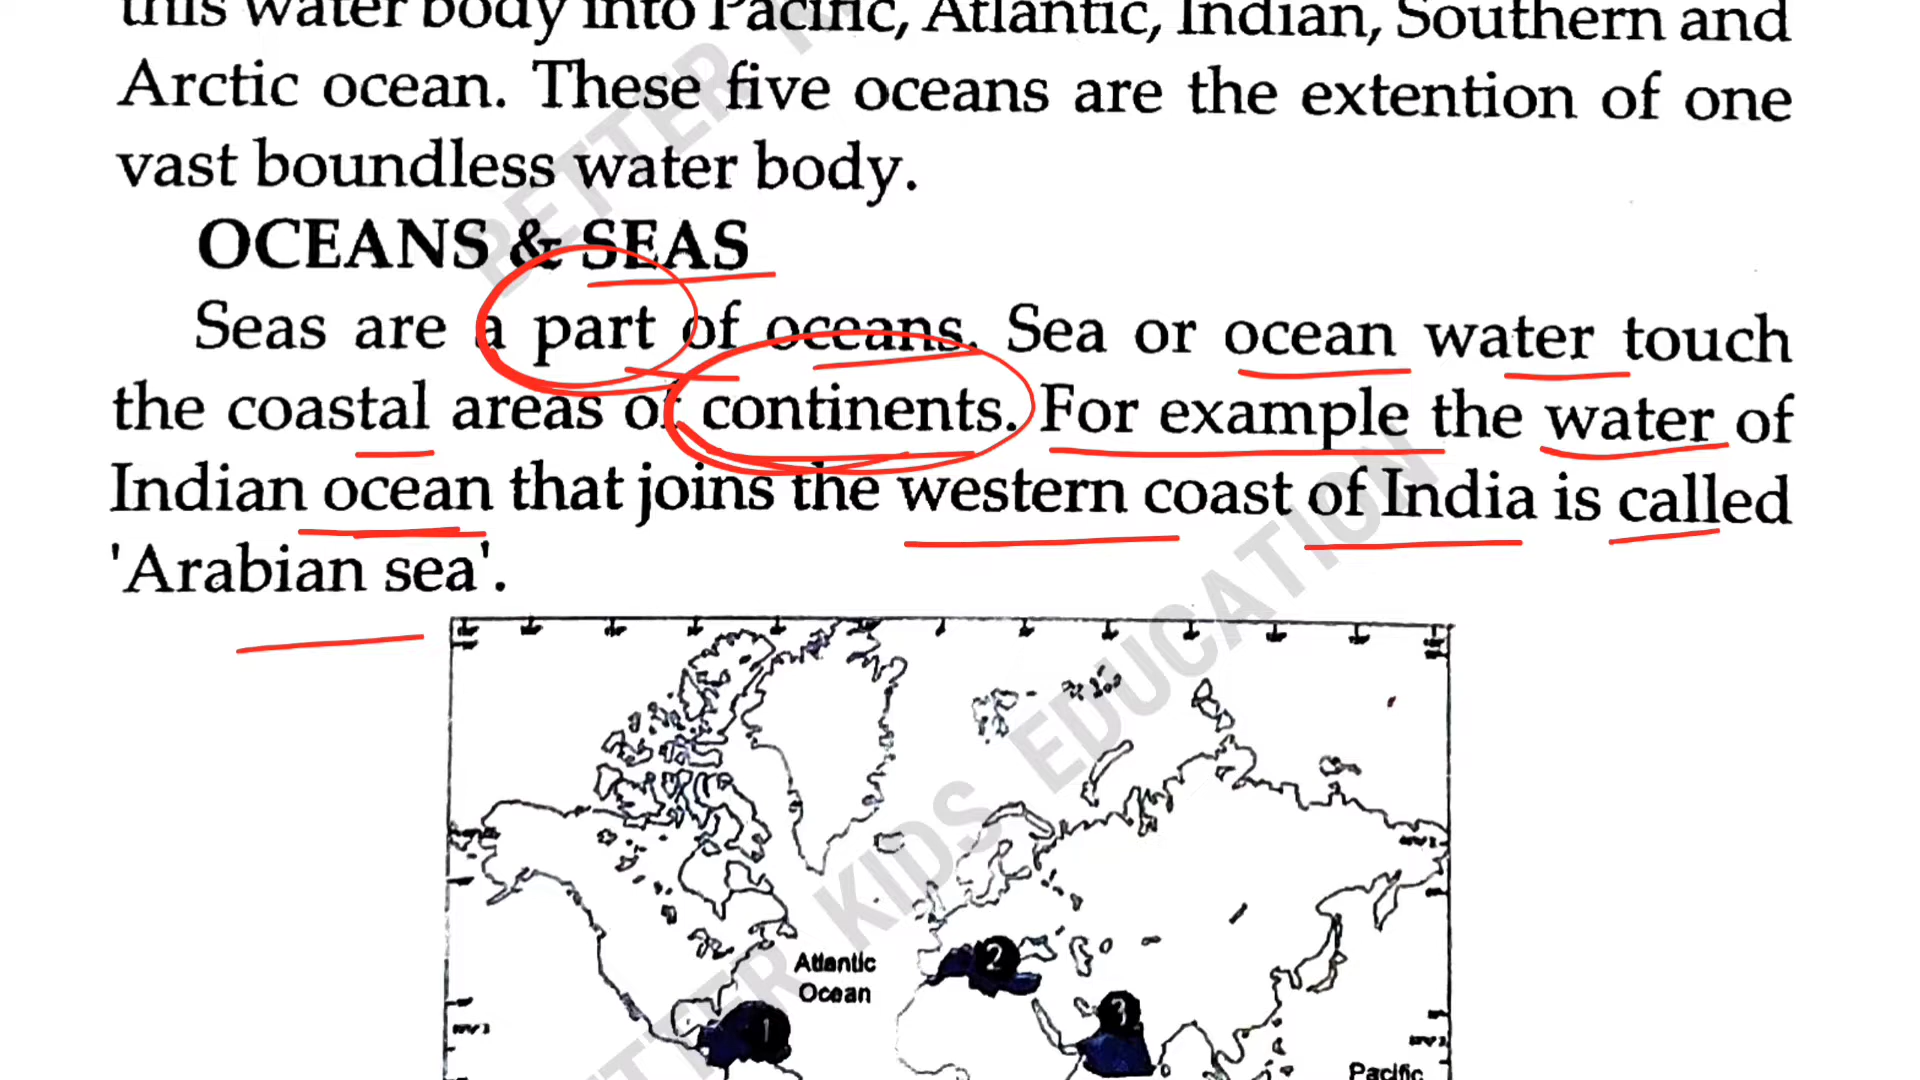 this water body into Pacific, Atlantic, Indian, Southern and
Arctic ocean. These five oceans are the extention of one
vast boundless water body.
OCEANS & SEAS
Seas are a part of oceans. Sea or ocean water touch
the coastal areas of continents. For example the water of
Indian ocean that joins the western coast of India is called
'Arabian sea'.
Atlantic
Ocean
2
3
1
Pacific
BETTER
KIDS EDUCATION